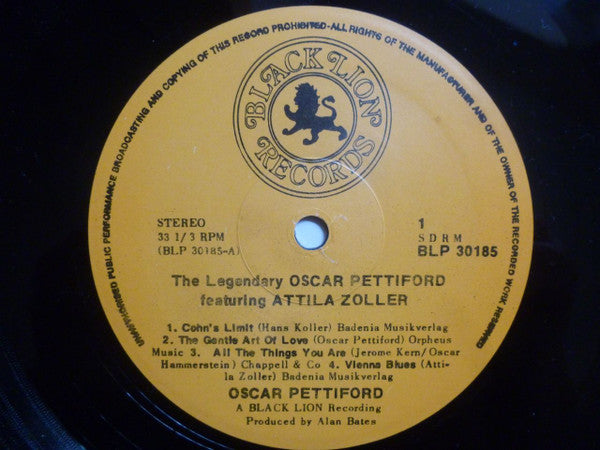 UNAUTHORISED PUBLIC PERFORMANCE BROADCASTING AND COPYING OF THIS RECORD PROHIBITED-ALL RIGHTS OF THE MANUFACTURER AND OF THE OWNER OF THE RECORDED WORK RESERVED
BLACK LION
RECORDS
STEREO
33 1/3 RPM
(BLP 30185-A)
1
SDRM
BLP 30185
The Legendary OSCAR PETTIFORD
featuring ATTILA ZOLLER
1. Cohn's Limit (Hans Koller) Badenia Musikverlag
2. The Gentle Art Of Love (Oscar Pettiford) Orpheus
Music 3. All The Things You Are (Jerome Kern/Oscar
Hammerstein) Chappell & Co 4. Vienna Blues (Atti-
la Zoller) Badenia Musikverlag
OSCAR PETTIFORD
A BLACK LION Recording
Produced by Alan Bates